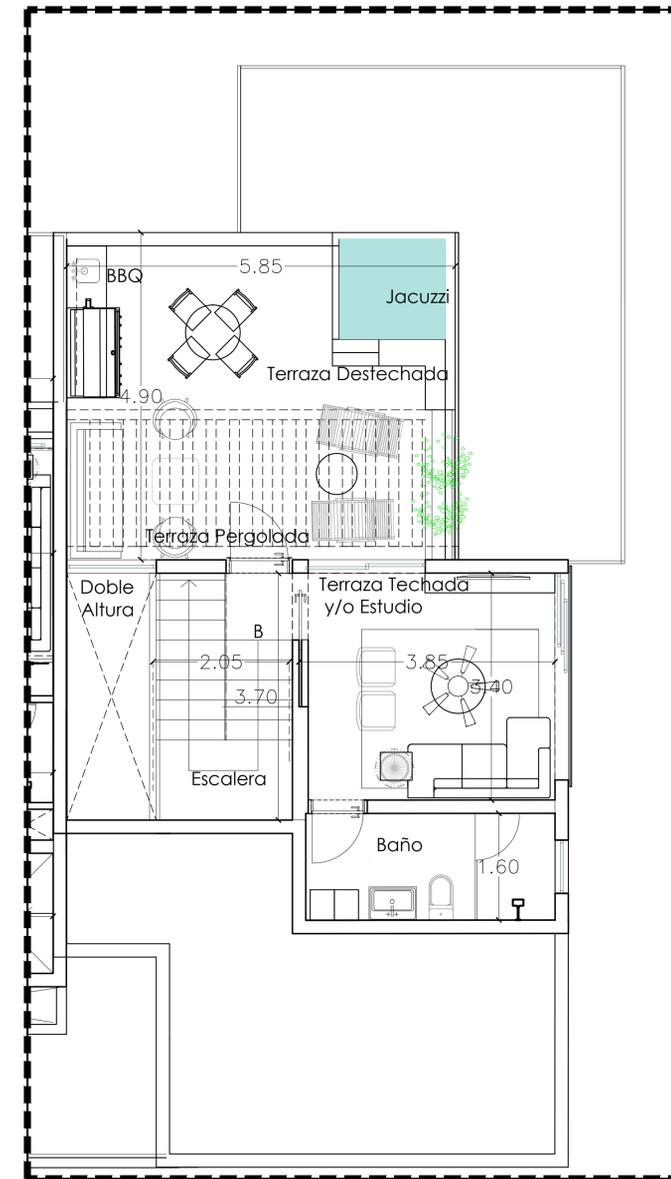 5.85
BBQ
Jacuzzi
Terraza Destechada
4.90
Terraza Pergolada
Doble
Altura
Terraza Techada
y/o Estudio
B
2.05
3.85
3.40
3.70
Escalera
Baño
1.60